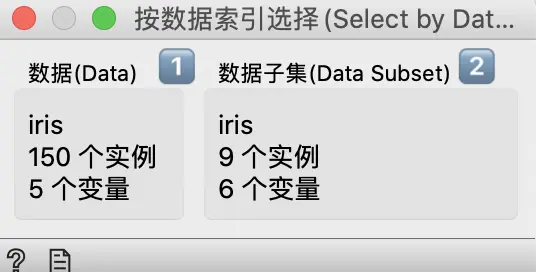 按数据索引选择(Select by Dat...
数据(Data) 1
数据子集(Data Subset) 2
iris
150 个实例
5 个变量
iris
9 个实例
6 个变量
?